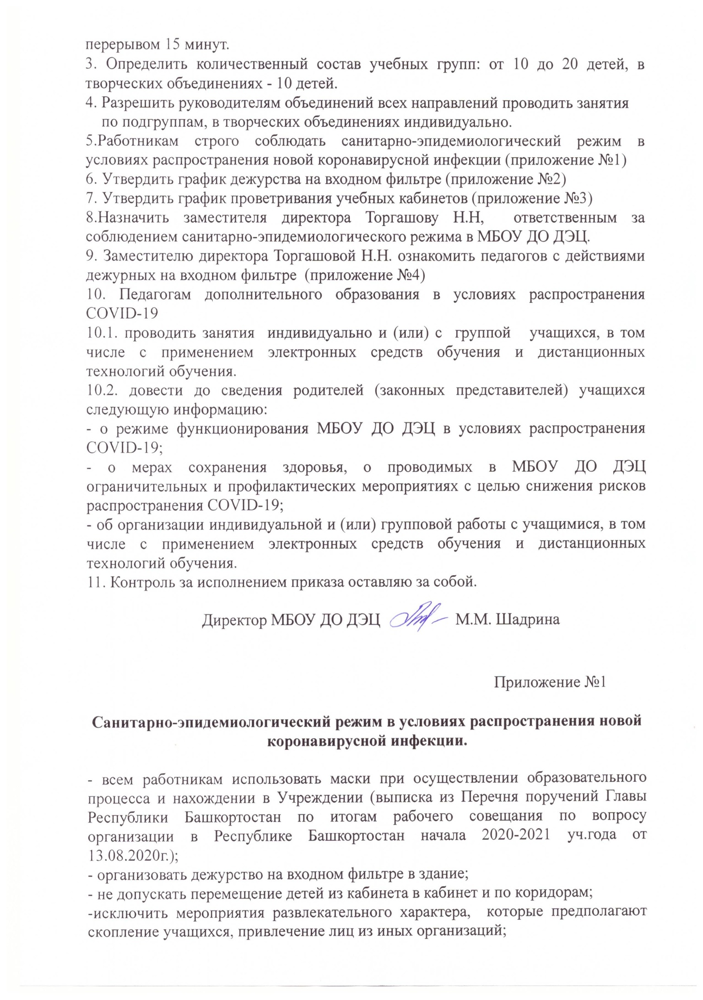 перерывом 15 минут.
3. Определить количественный состав учебных групп: от 10 до 20 детей, в
творческих объединениях - 10 детей.
4. Разрешить руководителям объединений всех направлений проводить занятия
по подгруппам, в творческих объединениях индивидуально.
5.Работникам строго соблюдать санитарно-эпидемиологический режим в
условиях распространения новой коронавирусной инфекции (приложение №1)
6. Утвердить график дежурства на входном фильтре (приложение №2)
7. Утвердить график проветривания учебных кабинетов (приложение №3)
8.Назначить заместителя директора Торгашову Н.Н, ответственным за
соблюдением санитарно-эпидемиологического режима в МБОУ ДО ДЭЦ.
9. Заместителю директора Торгашовой Н.Н. ознакомить педагогов с действиями
дежурных на входном фильтре (приложение №4)
10. Педагогам дополнительного образования в условиях распространения
COVID-19
10.1. проводить занятия индивидуально и (или) с группой учащихся, в том
числе с применением электронных средств обучения и дистанционных
технологий обучения.
10.2. довести до сведения родителей (законных представителей) учащихся
следующую информацию:
- о режиме функционирования МБОУ ДО ДЭЦ в условиях распространения
COVID-19;
- о мерах сохранения здоровья, о проводимых в МБОУ ДО ДЭЦ
ограничительных и профилактических мероприятиях с целью снижения рисков
распространения COVID-19;
- об организации индивидуальной и (или) групповой работы с учащимися, в том
числе с применением электронных средств обучения и дистанционных
технологий обучения.
11. Контроль за исполнением приказа оставляю за собой.
Директор МБОУ ДО ДЭЦ М.М. Шадрина
Приложение №1
Санитарно-эпидемиологический режим в условиях распространения новой
коронавирусной инфекции.
- всем работникам использовать маски при осуществлении образовательного
процесса и нахождении в Учреждении (выписка из Перечня поручений Главы
Республики Башкортостан по итогам рабочего совещания по вопросу
организации в Республике Башкортостан начала 2020-2021 уч.года от
13.08.2020г.);
- организовать дежурство на входном фильтре в здание;
- не допускать перемещение детей из кабинета в кабинет и по коридорам;
-исключить мероприятия развлекательного характера, которые предполагают
скопление учащихся, привлечение лиц из иных организаций;